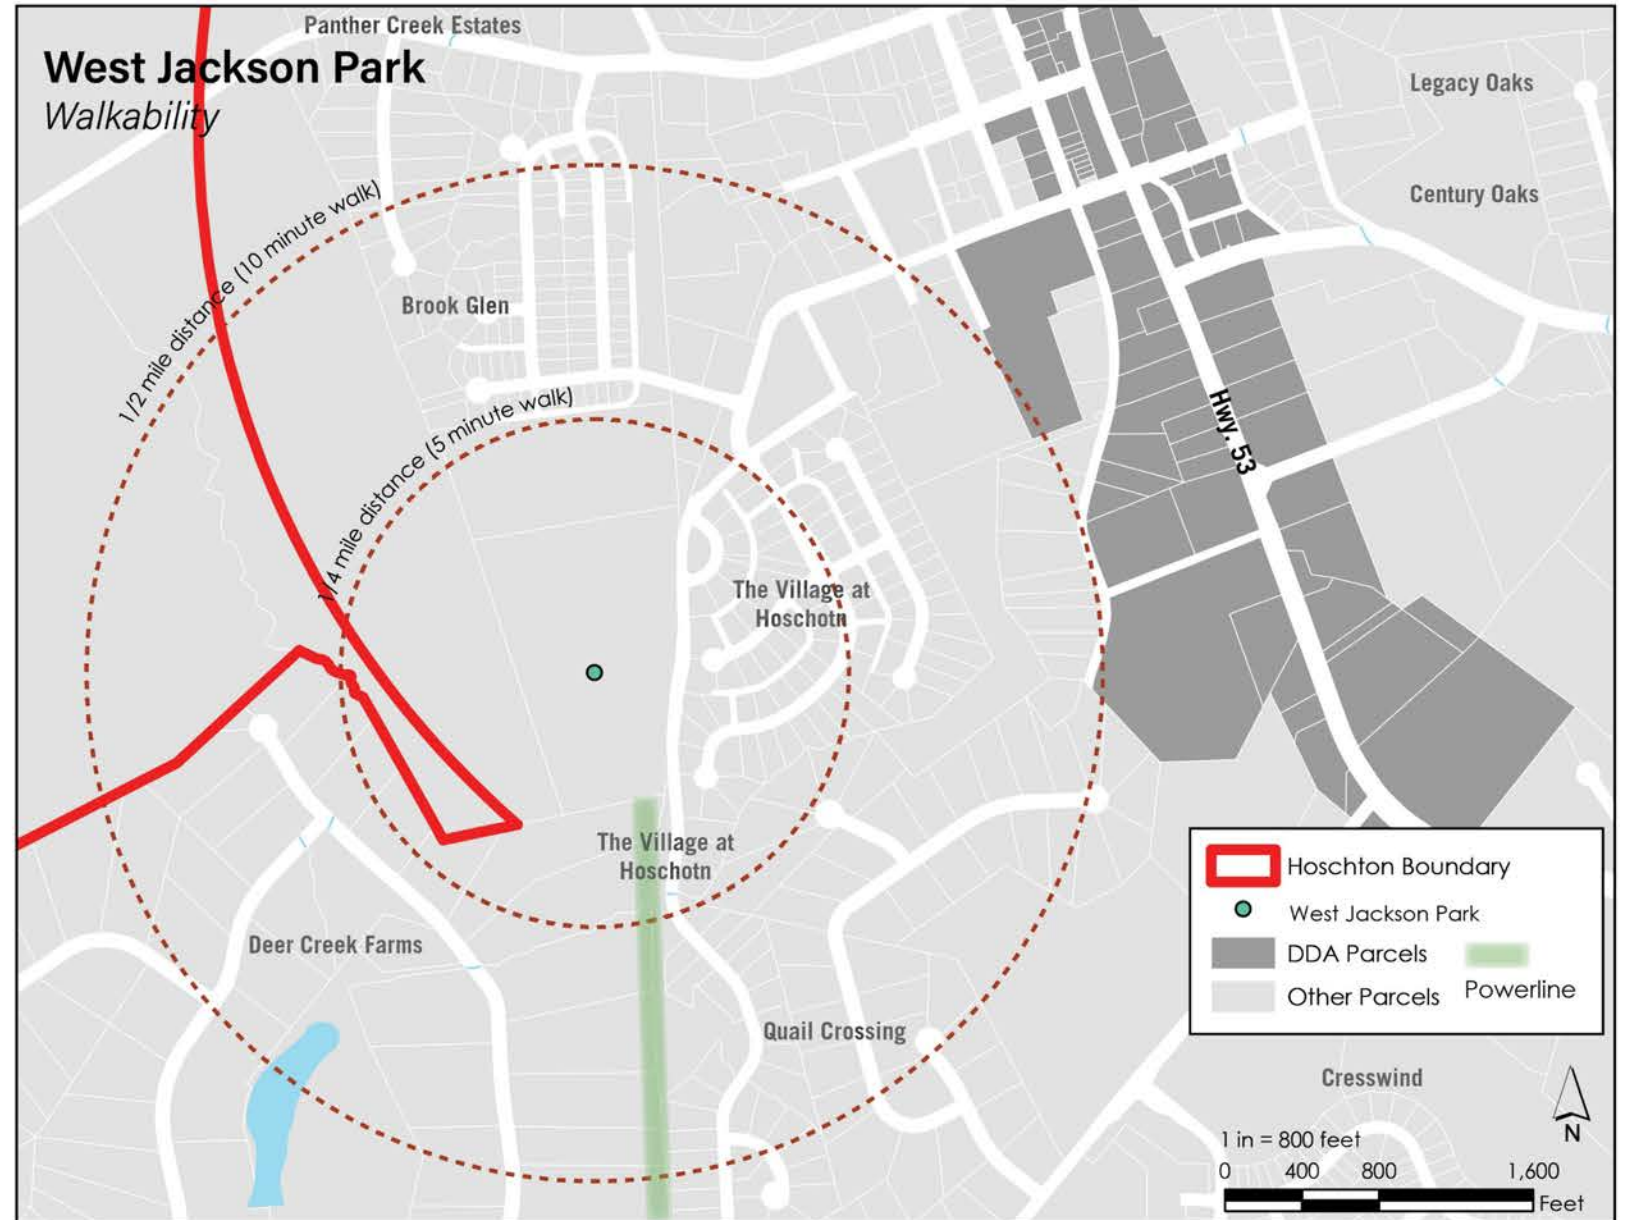 Panther Creek Estates
West Jackson Park
Walkability
Legacy Oaks
Century Oaks
1/2 mile distance (10 minute walk)
Brook Glen
1/4 mile distance (5 minute walk)
Hwy. 53
The Village at
Hoschotn
The Village at
Hoschotn
Deer Creek Farms
Quail Crossing
Hoschton Boundary
West Jackson Park
DDA Parcels
Other Parcels
Powerline
Cresswind
N
1 in = 800 feet
0 400 800 1,600
Feet